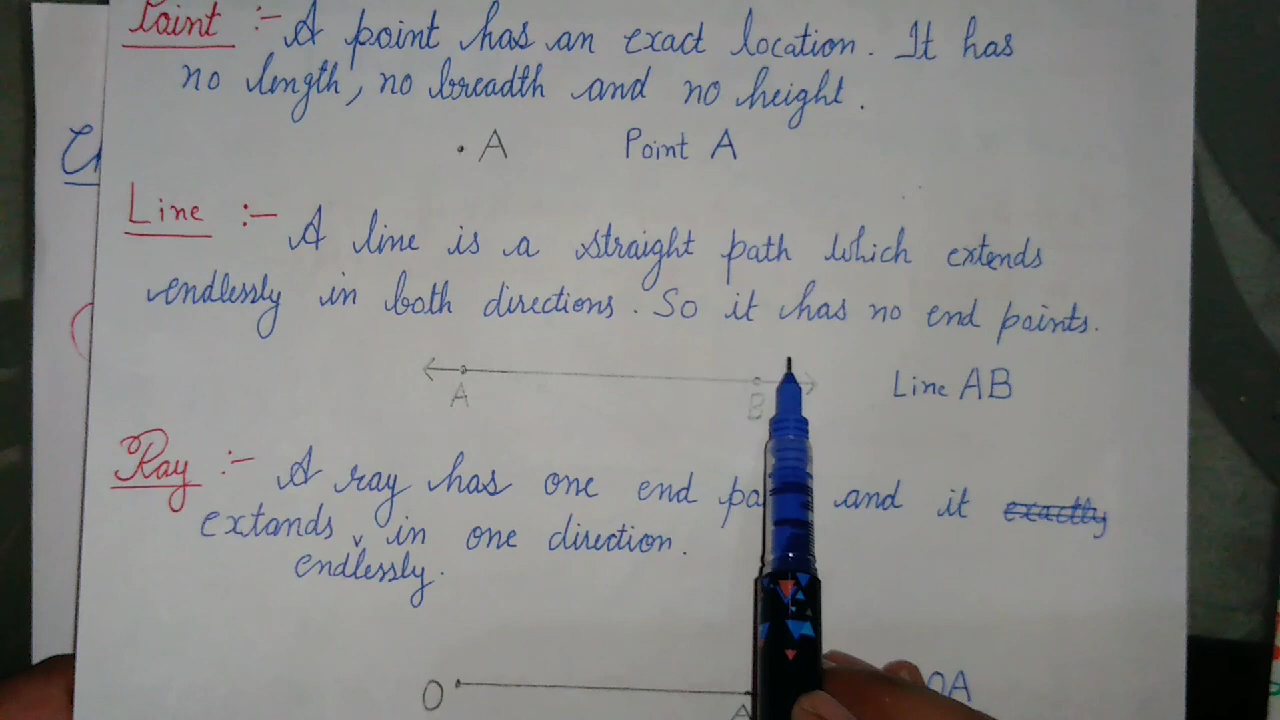 Point :- A point has an exact location. It has
no length, no breadth and no height.
A Point A
Line :- A line is a straight path which extends
endlessly in both directions. So it has no end points.
A B Line AB
Ray :- A ray has one end and it exactly
extands in one direction.
endlessly.
O A OA